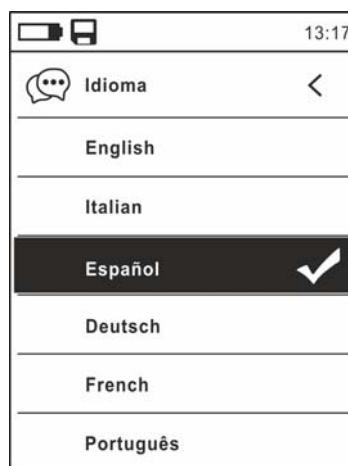 13:17
Idioma
English
Italian
Español
Deutsch
French
Português